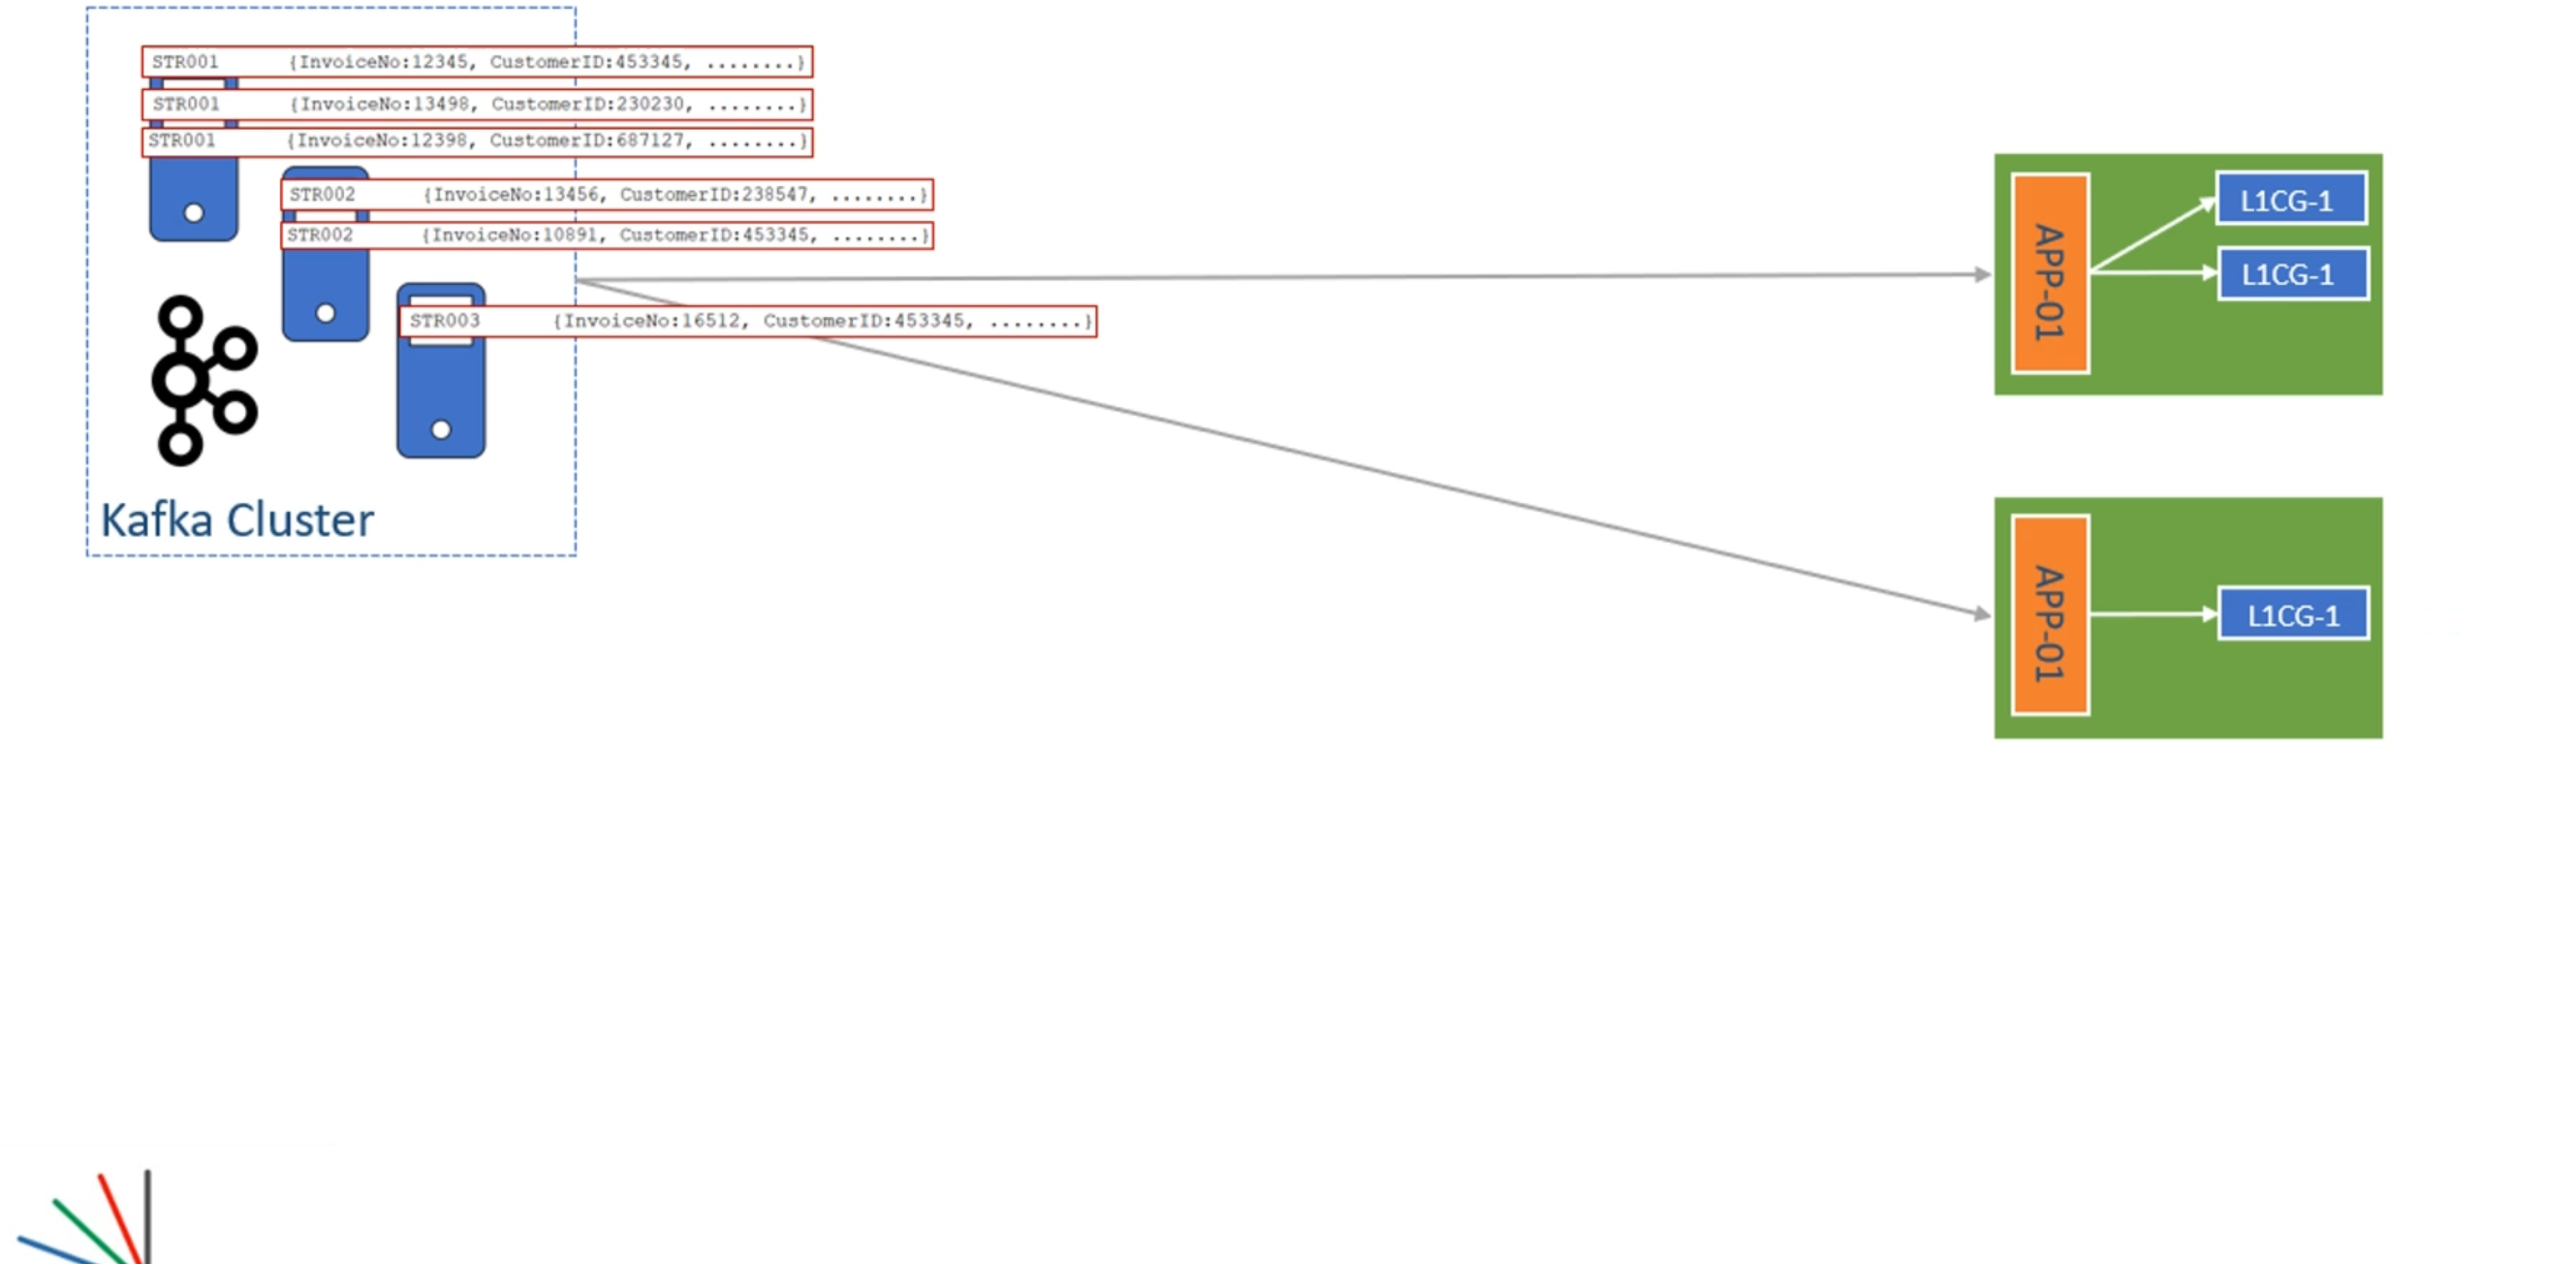 STR001 {InvoiceNo:12345, CustomerID:453345, ........}
STR001 {InvoiceNo:13498, CustomerID:230230, ........}
STR001 {InvoiceNo:12398, CustomerID:687127, ........}
STR002 {InvoiceNo:13456, CustomerID:238547, ........}
STR002 {InvoiceNo:10891, CustomerID:453345, ........}
STR003 {InvoiceNo:16512, CustomerID:453345, ........}
Kafka Cluster
APP-01
L1CG-1
L1CG-1
APP-01
L1CG-1